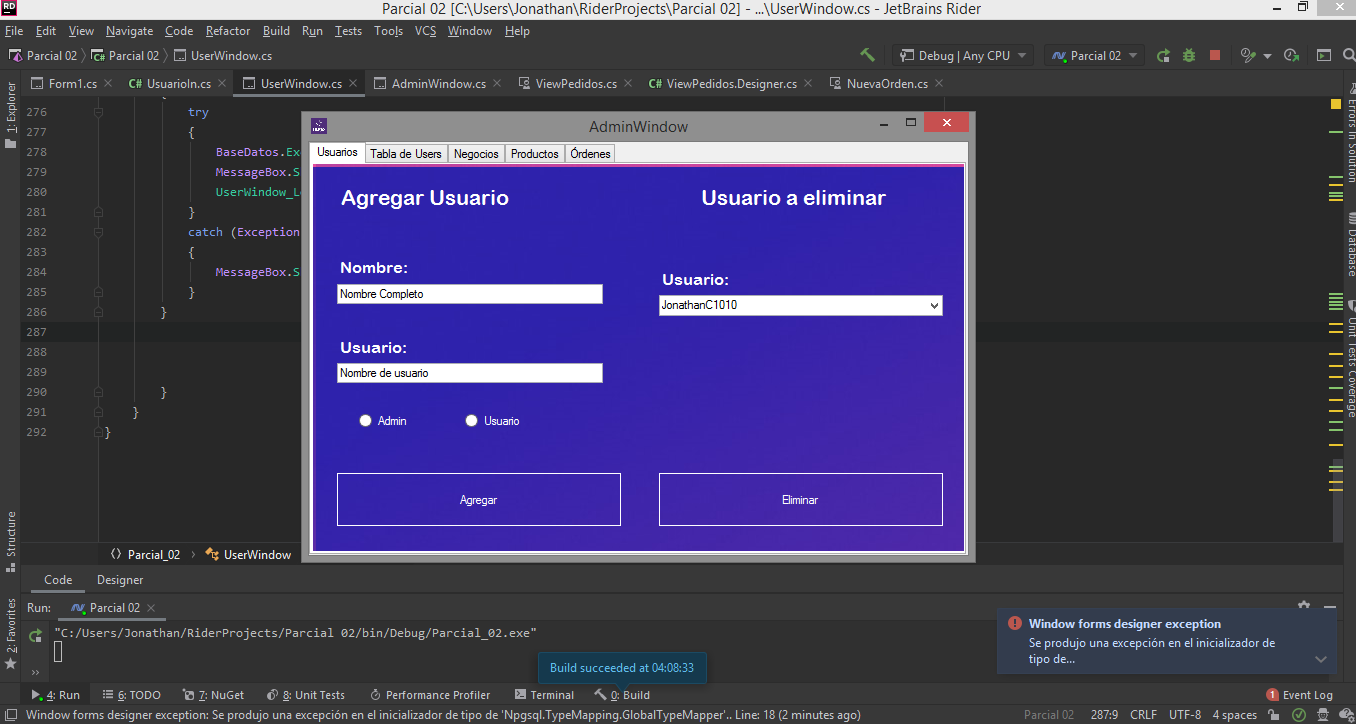 RD
Parcial 02 [C:\Users\Jonathan\RiderProjects\Parcial 02] - ...\UserWindow.cs - JetBrains Rider
File Edit View Navigate Code Refactor Build Run Tests Tools VCS Window Help
Parcial 02 Parcial 02 UserWindow.cs
Debug | Any CPU Parcial 02
Form1.cs C# UsuarioIn.cs UserWindow.cs AdminWindow.cs ViewPedidos.cs C# ViewPedidos.Designer.cs NuevaOrden.cs
1: Explorer
Structure
2: Favorites
276 try
277 {
278 BaseDatos.Ex
279 MessageBox.S
280 UserWindow_L
281 }
282 catch (Exception
283 {
284 MessageBox.S
285 }
286 }
287
288
289
290 }
291 }
292 }
AdminWindow
Usuarios Tabla de Users Negocios Productos Órdenes
Agregar Usuario
Usuario a eliminar
Nombre:
Nombre Completo
Usuario:
JonathanC1010
Usuario:
Nombre de usuario
Admin Usuario
Agregar
Eliminar
Errors In Solution
Database
Unit Tests Coverage
Parcial_02 UserWindow
Code Designer
Run: Parcial 02
"C:/Users/Jonathan/RiderProjects/Parcial 02/bin/Debug/Parcial_02.exe"
Window forms designer exception
Se produjo una excepción en el inicializador de
tipo de...
Build succeeded at 04:08:33
4: Run 6: TODO 7: NuGet 8: Unit Tests Performance Profiler Terminal 0: Build 1 Event Log
Window forms designer exception: Se produjo una excepción en el inicializador de tipo de 'Npgsql.TypeMapping.GlobalTypeMapper'.. Line: 18 (2 minutes ago)
Parcial 02 287:9 CRLF UTF-8 4 spaces